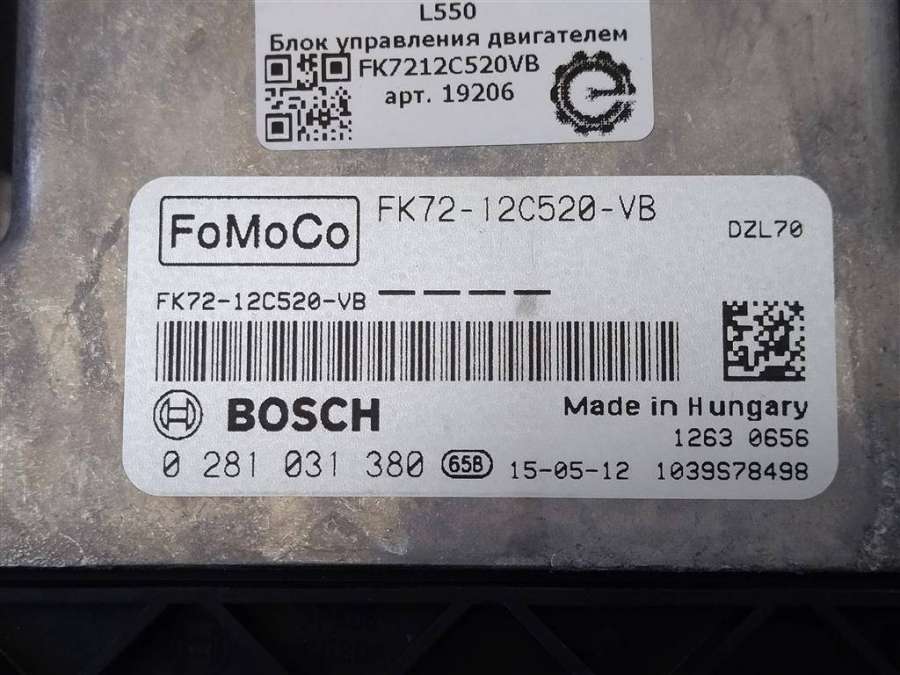 L550
Блок управления двигателем
FK7212C520VB
арт. 19206
FoMoCo FK72-12C520-VB
DZL70
FK72-12C520-VB
BOSCH
Made in Hungary
1263 0656
0 281 031 380 65B 15-05-12 1039S78498